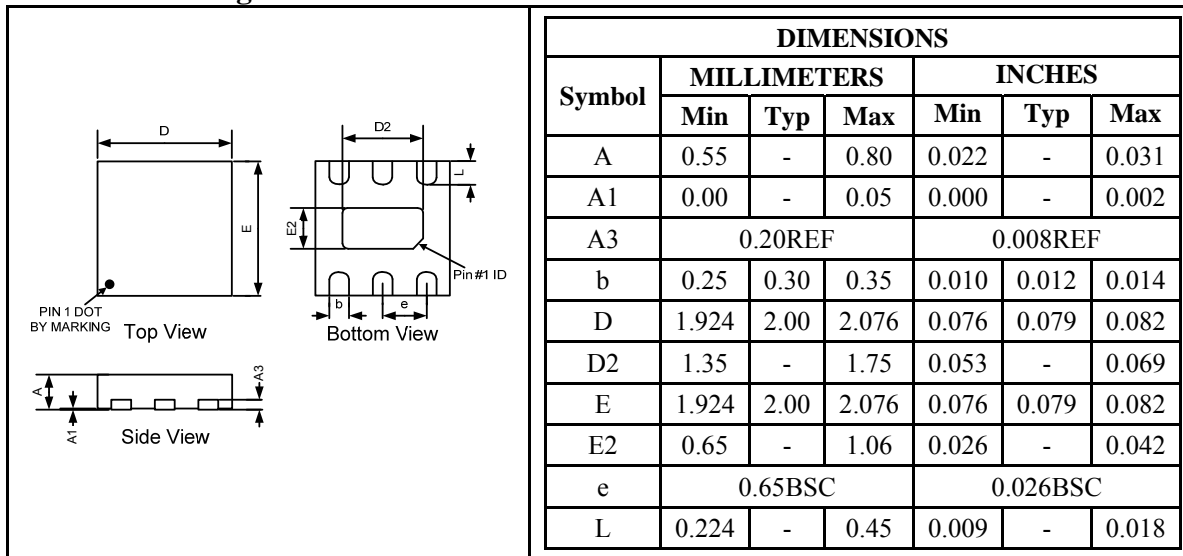 D
E
PIN 1 DOT
BY MARKING
Top View
D2
L
E2
Pin #1 ID
b
e
Bottom View
A
A1
A3
Side View
DIMENSIONS
Symbol MILLIMETERS INCHES
Min Typ Max Min Typ Max
A 0.55 - 0.80 0.022 - 0.031
A1 0.00 - 0.05 0.000 - 0.002
A3 0.20REF 0.008REF
b 0.25 0.30 0.35 0.010 0.012 0.014
D 1.924 2.00 2.076 0.076 0.079 0.082
D2 1.35 - 1.75 0.053 - 0.069
E 1.924 2.00 2.076 0.076 0.079 0.082
E2 0.65 - 1.06 0.026 - 0.042
e 0.65BSC 0.026BSC
L 0.224 - 0.45 0.009 - 0.018